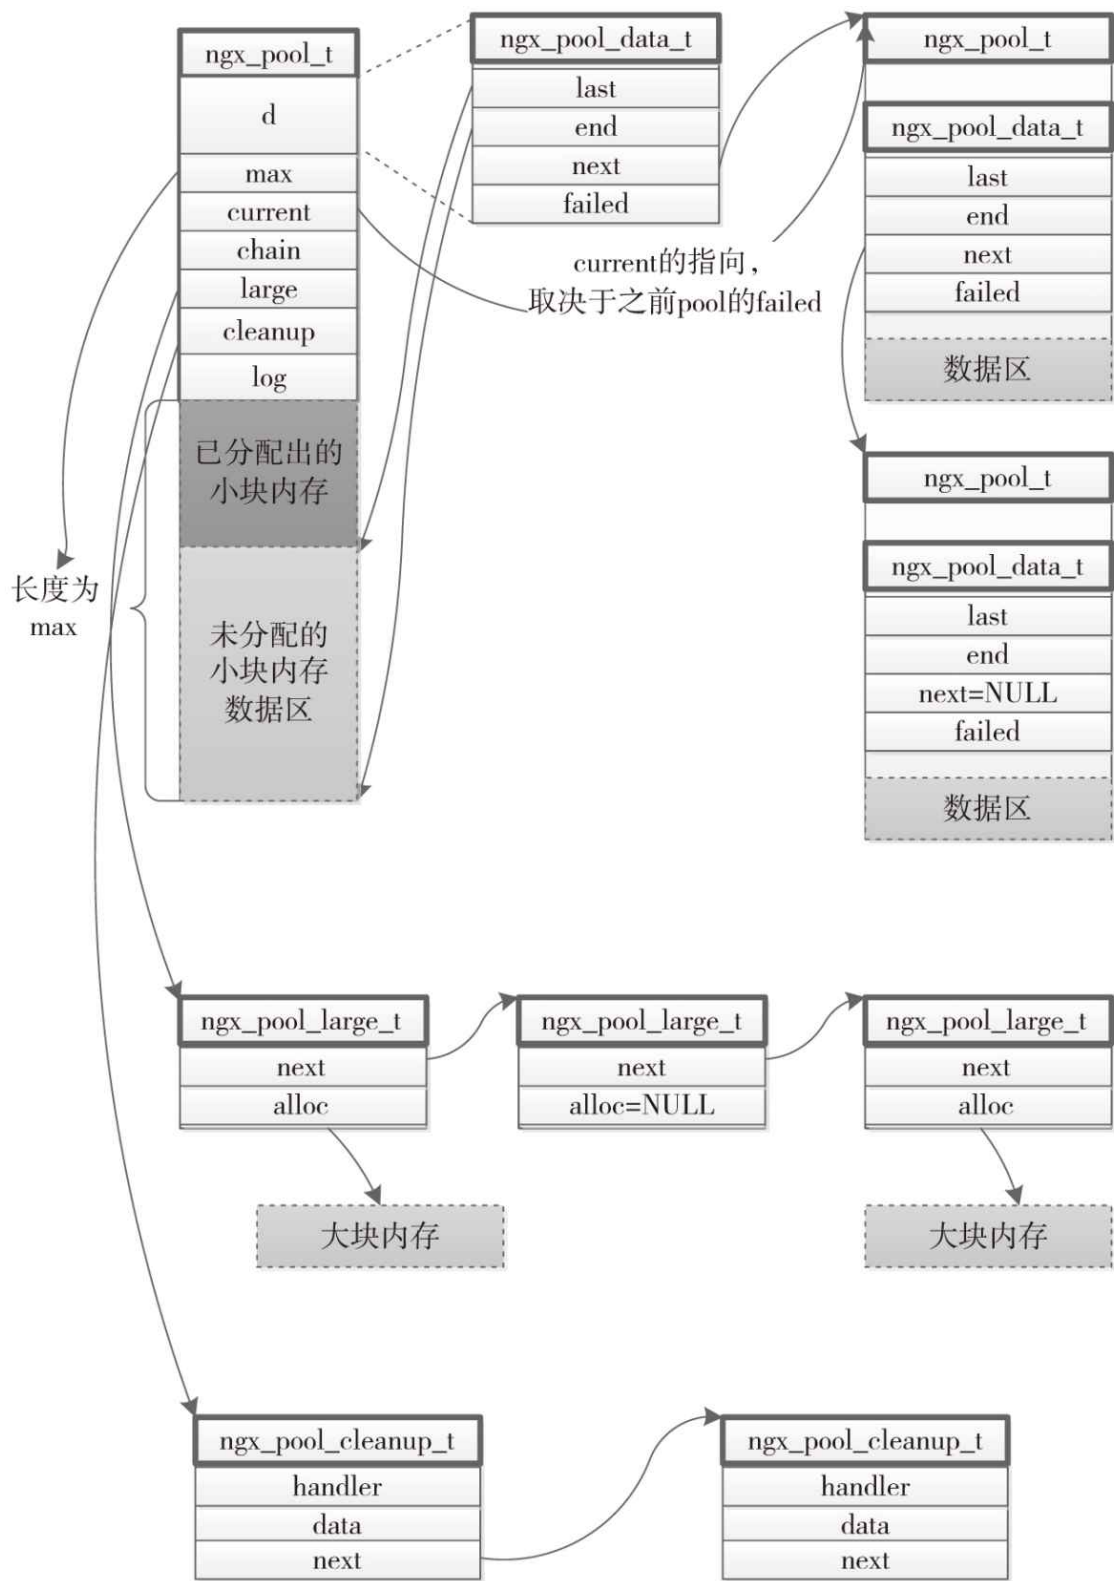 ngx_pool_t
d
max
current
chain
large
cleanup
log
已分配出的
小块内存
未分配的
小块内存
数据区
长度为
max
ngx_pool_data_t
last
end
next
failed
current的指向，
取决于之前pool的failed
ngx_pool_t
ngx_pool_data_t
last
end
next
failed
数据区
ngx_pool_t
ngx_pool_data_t
last
end
next=NULL
failed
数据区
ngx_pool_large_t
next
alloc
大块内存
ngx_pool_large_t
next
alloc=NULL
ngx_pool_large_t
next
alloc
大块内存
ngx_pool_cleanup_t
handler
data
next
ngx_pool_cleanup_t
handler
data
next